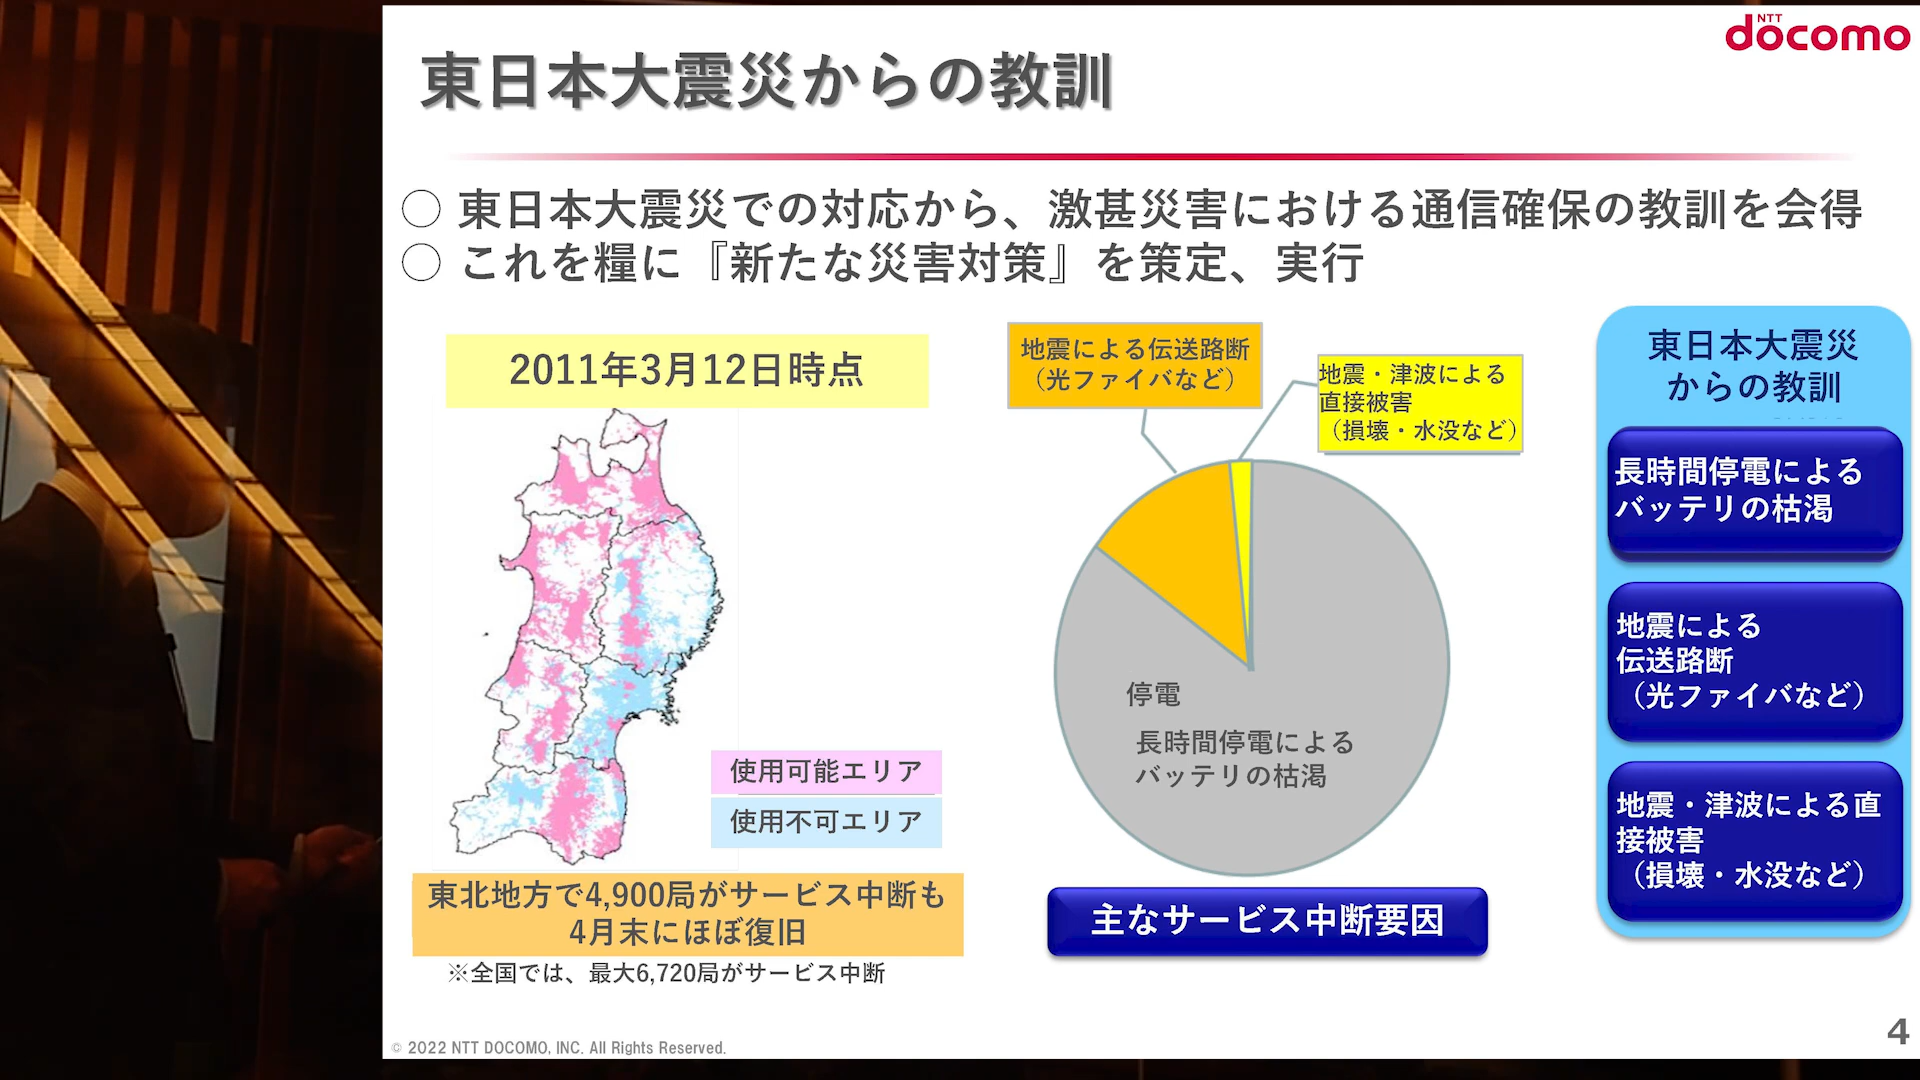 NTT
docomo
東日本大震災からの教訓
○ 東日本大震災での対応から、激甚災害における通信確保の教訓を会得
○ これを糧に『新たな災害対策』を策定、実行
2011年3月12日時点
使用可能エリア
使用不可エリア
東北地方で4,900局がサービス中断も
4月末にほぼ復旧
※全国では、最大6,720局がサービス中断
地震による伝送路断
（光ファイバなど）
地震・津波による
直接被害
（損壊・水没など）
停電
長時間停電による
バッテリの枯渇
主なサービス中断要因
東日本大震災
からの教訓
長時間停電による
バッテリの枯渇
地震による
伝送路断
（光ファイバなど）
地震・津波による直
接被害
（損壊・水没など）
© 2022 NTT DOCOMO, INC. All Rights Reserved.
4